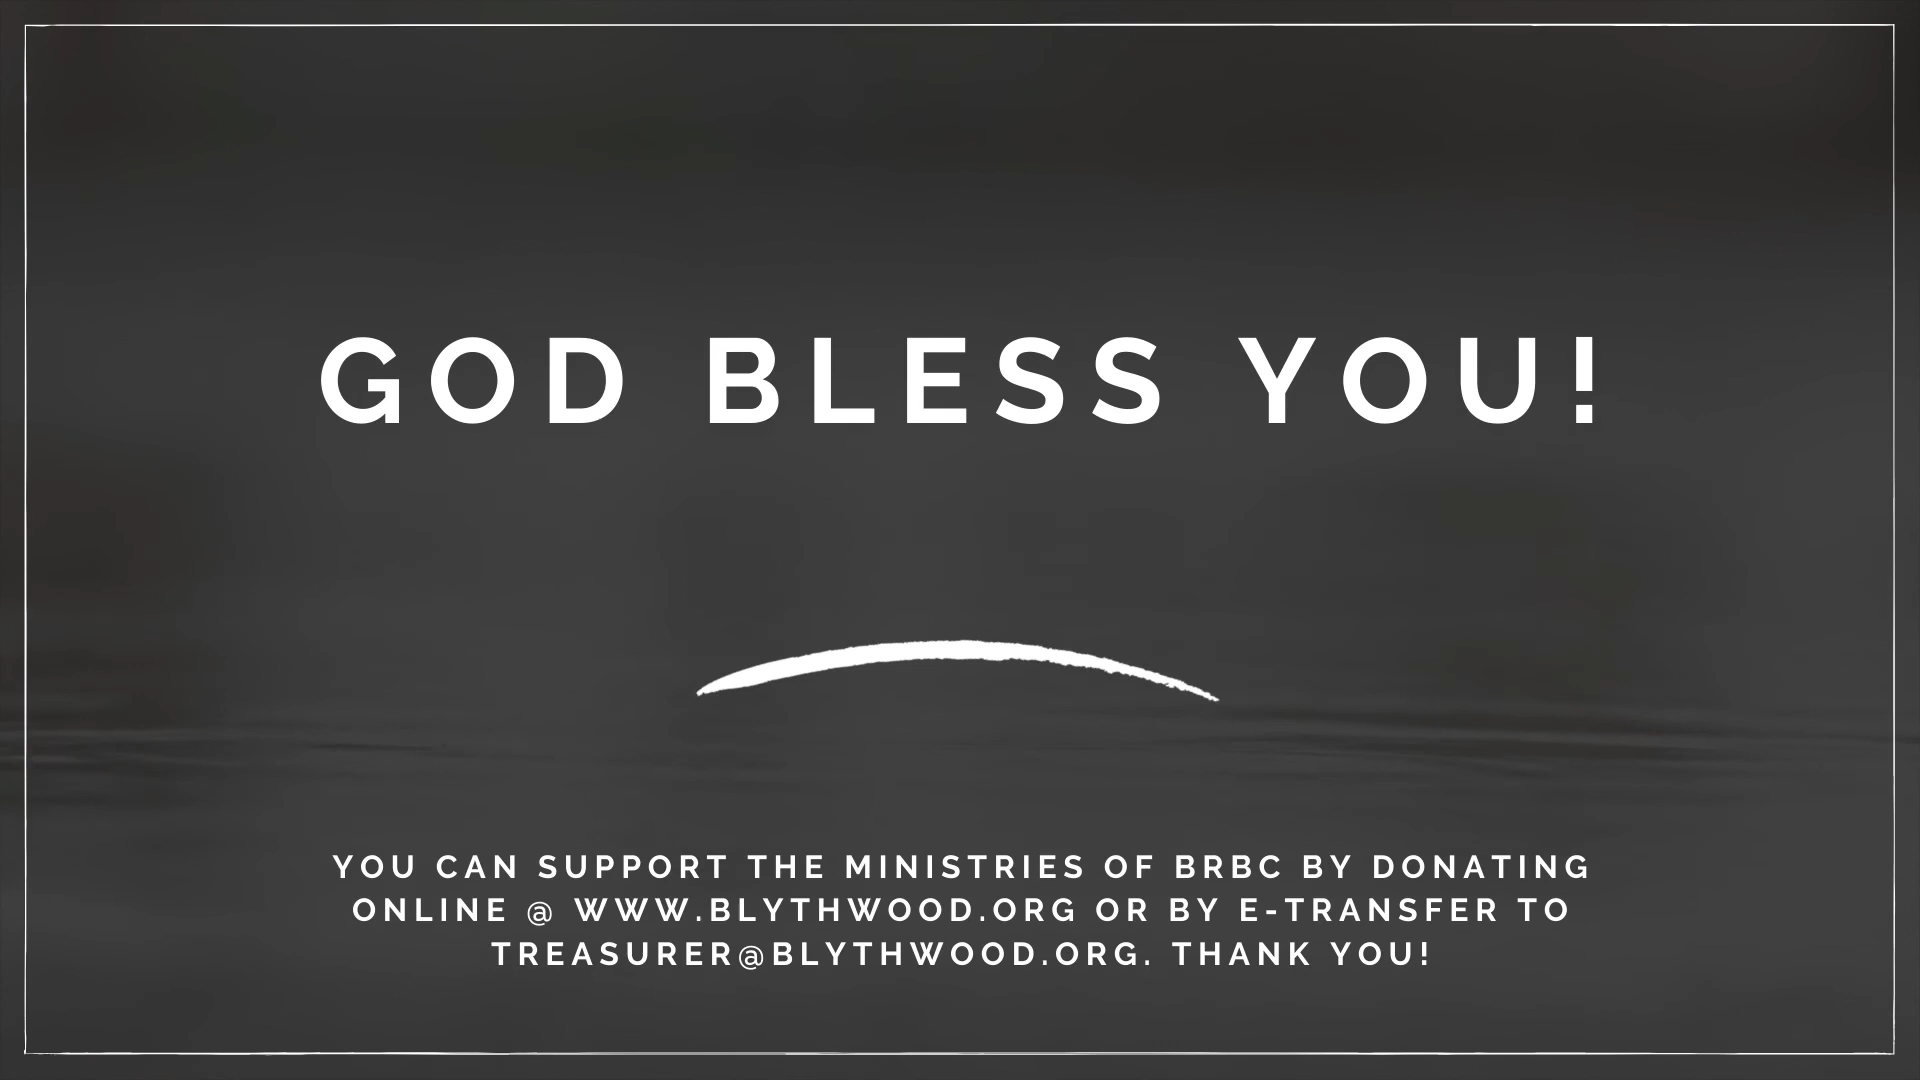 GOD BLESS YOU!
YOU CAN SUPPORT THE MINISTRIES OF BRBC BY DONATING
ONLINE @ WWW.BLYTHWOOD.ORG OR BY E-TRANSFER TO
TREASURER@BLYTHWOOD.ORG. THANK YOU!